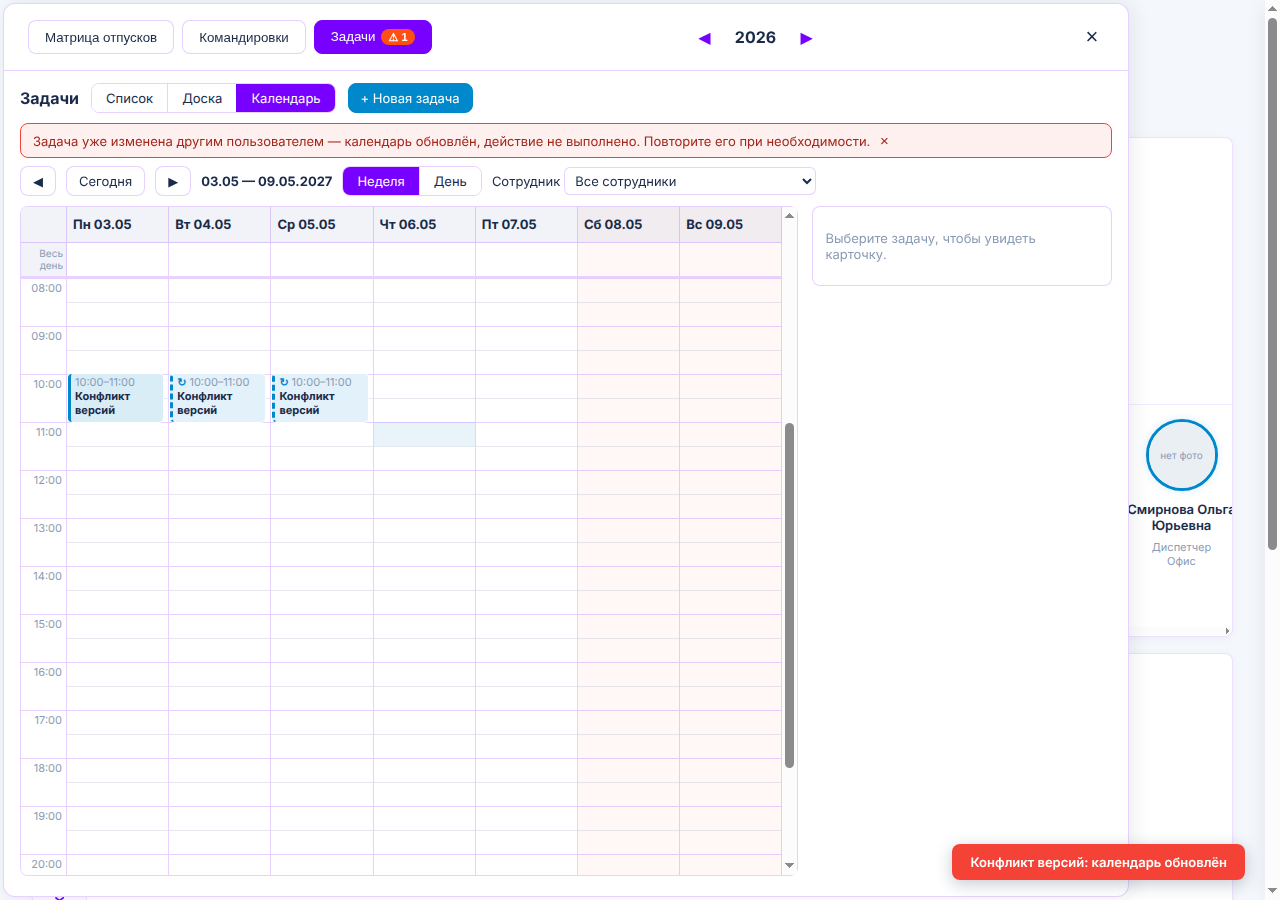 Матрица отпусков
Командировки
Задачи ⚠ 1
◀ 2026 ▶
×
Задачи
Список
Доска
Календарь
+ Новая задача
Задача уже изменена другим пользователем — календарь обновлён, действие не выполнено. Повторите его при необходимости. ×
◀
Сегодня
▶
03.05 — 09.05.2027
Неделя
День
Сотрудник
Все сотрудники
Пн 03.05
Вт 04.05
Ср 05.05
Чт 06.05
Пт 07.05
Сб 08.05
Вс 09.05
Весь
день
08:00
09:00
10:00
11:00
12:00
13:00
14:00
15:00
16:00
17:00
18:00
19:00
20:00
10:00–11:00
Конфликт
версий
↻ 10:00–11:00
Конфликт
версий
↻ 10:00–11:00
Конфликт
версий
Выберите задачу, чтобы увидеть
карточку.
нет фото
Смирнова Ольга
Юрьевна
Диспетчер
Офис
Конфликт версий: календарь обновлён